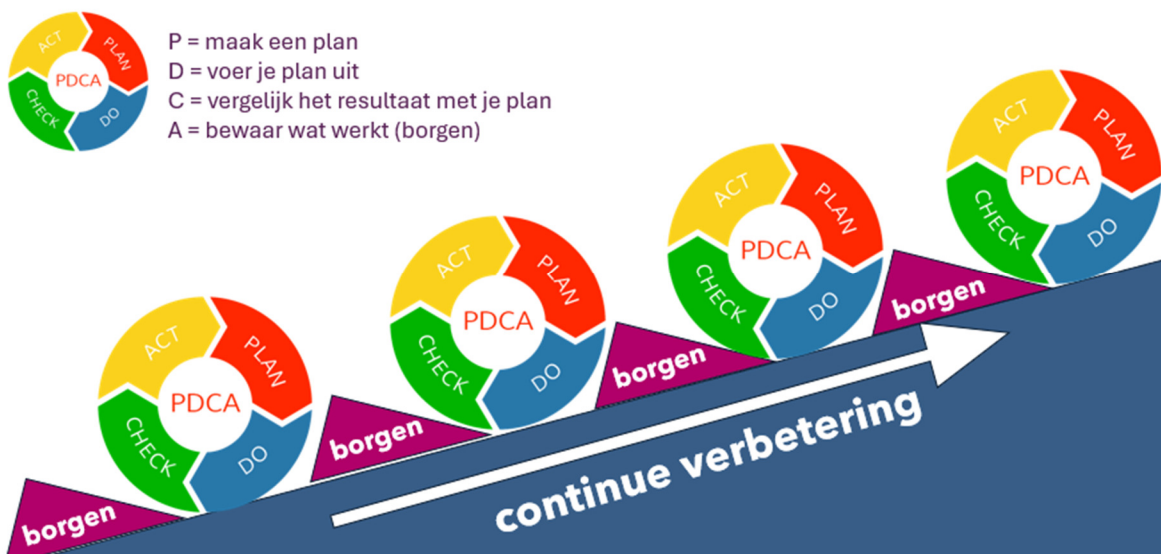 ACT
PLAN
PDCA
CHECK
DO
P = maak een plan
D = voer je plan uit
C = vergelijk het resultaat met je plan
A = bewaar wat werkt (borgen)
ACT
PLAN
PDCA
CHECK
DO
ACT
PLAN
PDCA
CHECK
DO
ACT
PLAN
PDCA
CHECK
DO
ACT
PLAN
PDCA
CHECK
DO
borgen
borgen
borgen
borgen
continue verbetering